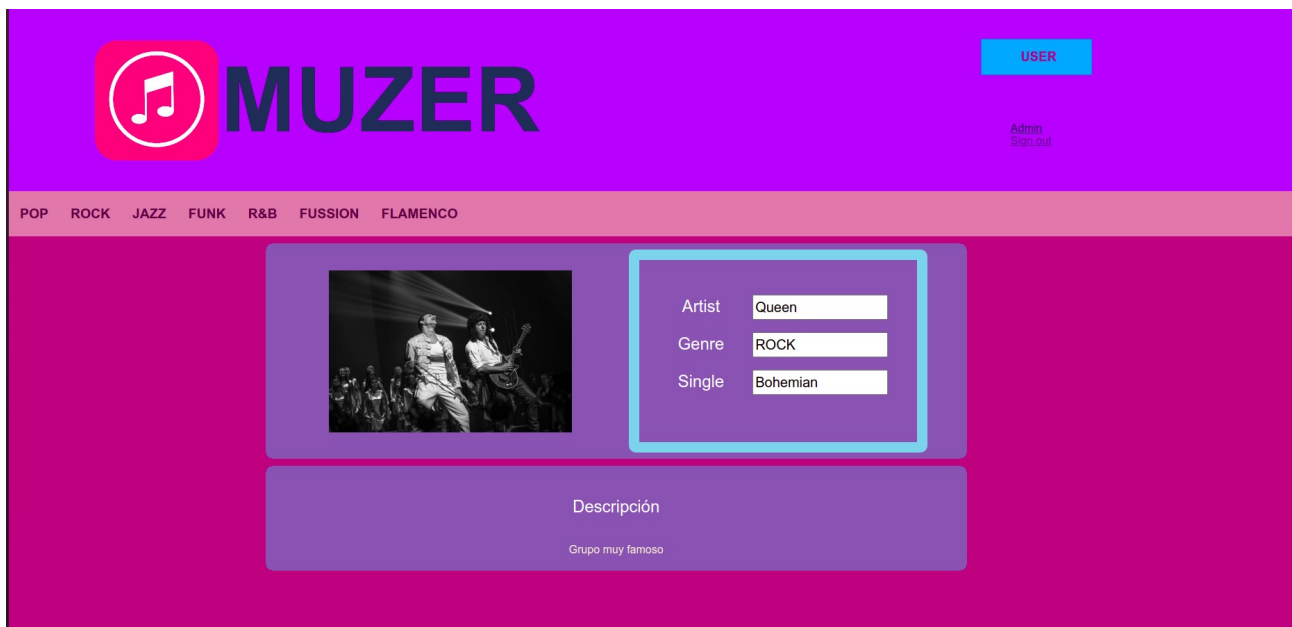 MUZER
USER
Admin
Sign out
POP ROCK JAZZ FUNK R&B FUSSION FLAMENCO
Artist Queen
Genre ROCK
Single Bohemian
Descripción
Grupo muy famoso